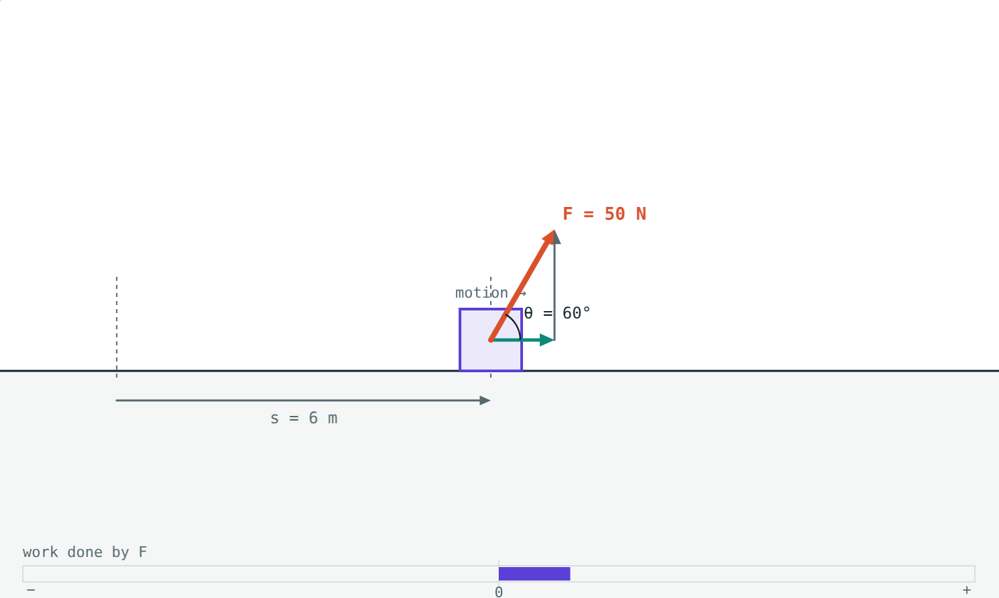 F = 50 N
motion →
θ = 60°
s = 6 m
work done by F
− 0 +